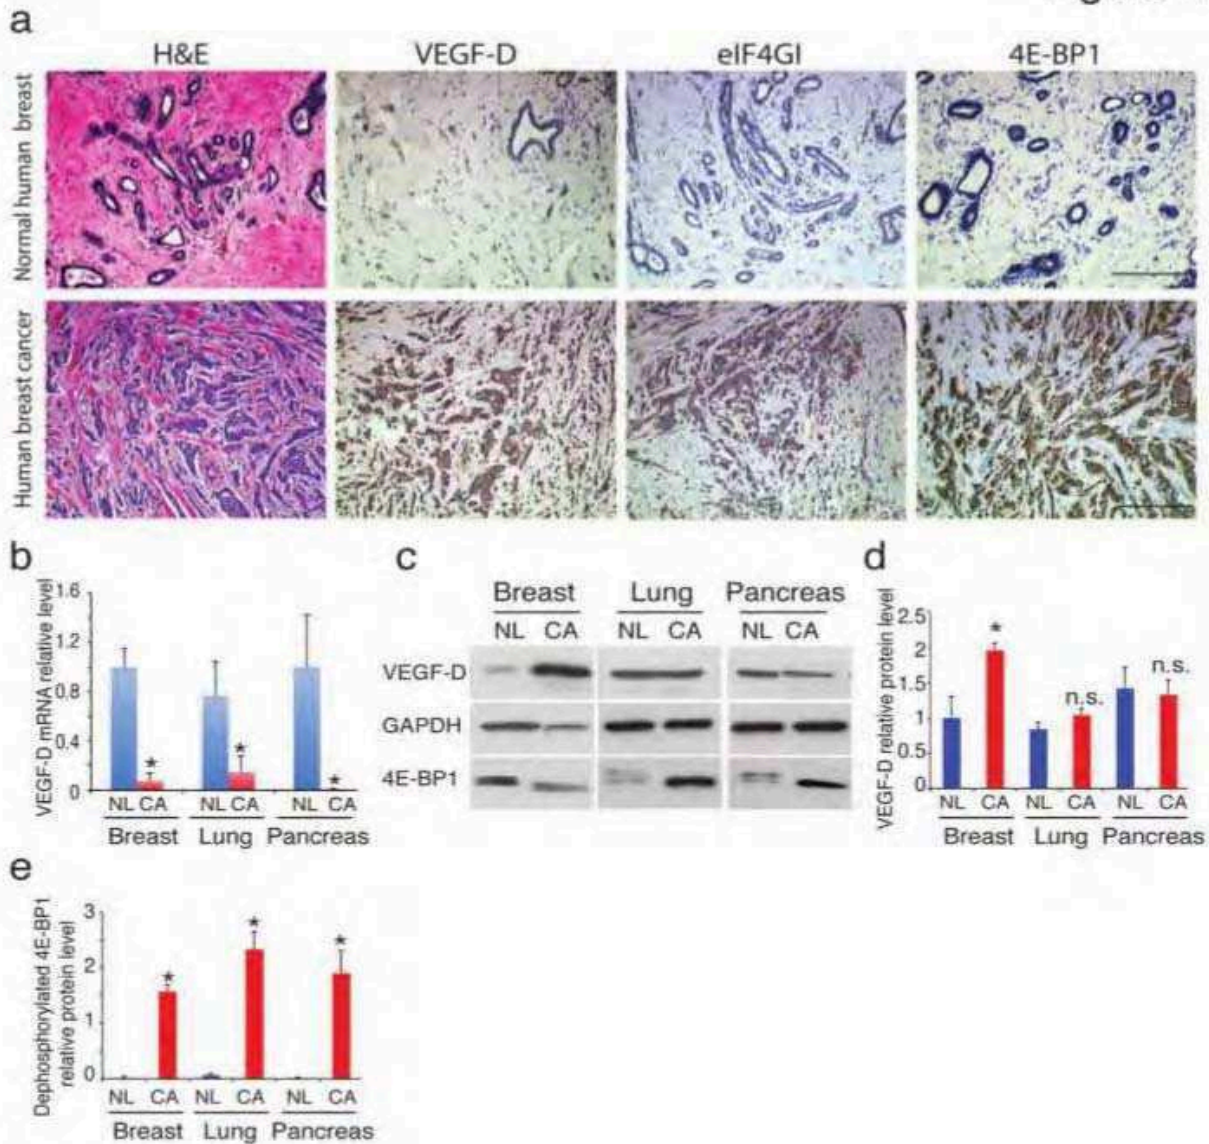 a
H&E VEGF-D eIF4GI 4E-BP1
Normal human breast
Human breast cancer
b
VEGF-D mRNA relative level
1.6
1.2
0.8
0.4
0
* * *
NL CA NL CA NL CA
Breast Lung Pancreas
c
Breast Lung Pancreas
NL CA NL CA NL CA
VEGF-D
GAPDH
4E-BP1
d
VEGF-D relative protein level
2.5
2
1.5
1
0.5
0
* n.s. n.s.
NL CA NL CA NL CA
Breast Lung Pancreas
e
Dephosphorylated 4E-BP1
relative protein level
3
2
1
0
* * *
NL CA NL CA NL CA
Breast Lung Pancreas